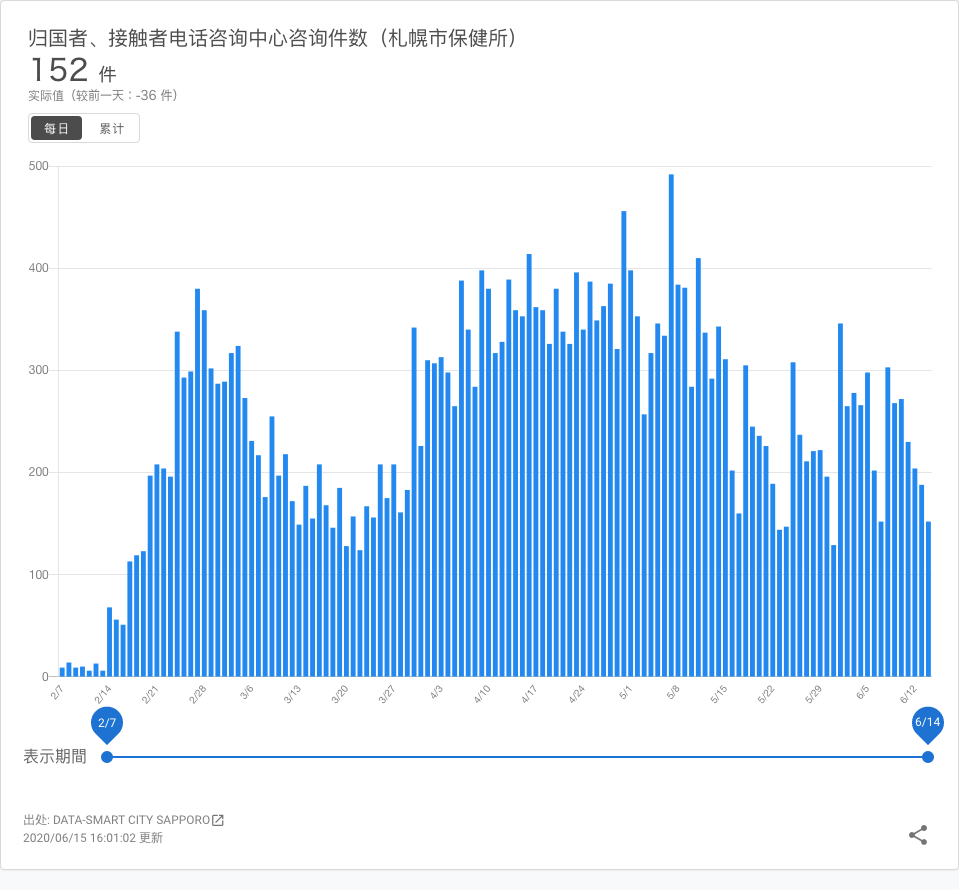 归国者、接触者电话咨询中心咨询件数（札幌市保健所）
152 件
实际值（较前一天：-36 件）
每日 累计
500
400
300
200
100
0
2/7 2/14 2/21 2/28 3/6 3/13 3/20 3/27 4/3 4/10 4/17 4/24 5/1 5/8 5/15 5/22 5/29 6/5 6/12
2/7 6/14
表示期間
出处: DATA-SMART CITY SAPPORO
2020/06/15 16:01:02 更新